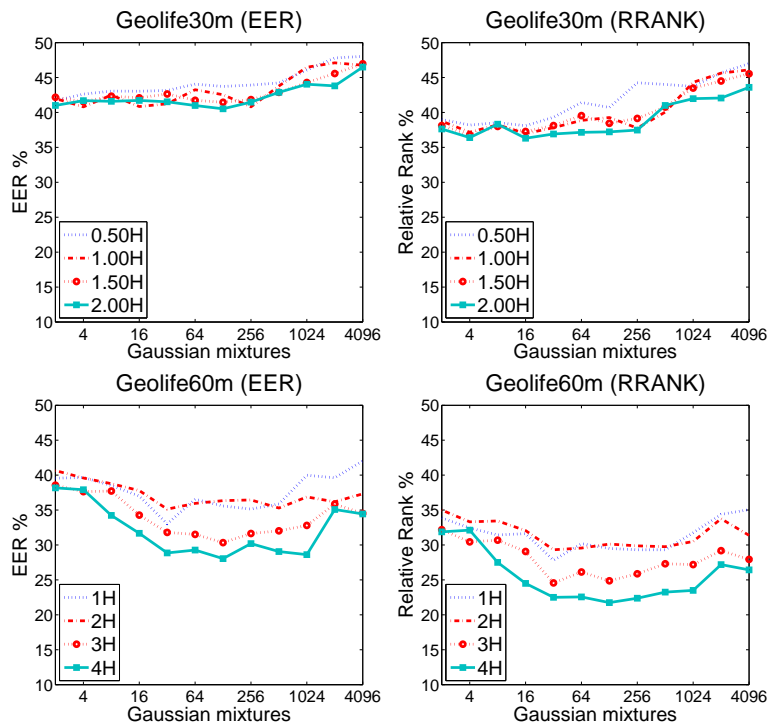 Geolife30m (EER)
50
45
40
35
30
25
20
15
10
EER %
0.50H
1.00H
1.50H
2.00H
4 16 64 256 1024 4096
Gaussian mixtures
Geolife30m (RRANK)
50
45
40
35
30
25
20
15
10
Relative Rank %
0.50H
1.00H
1.50H
2.00H
4 16 64 256 1024 4096
Gaussian mixtures
Geolife60m (EER)
50
45
40
35
30
25
20
15
10
EER %
1H
2H
3H
4H
4 16 64 256 1024 4096
Gaussian mixtures
Geolife60m (RRANK)
50
45
40
35
30
25
20
15
10
Relative Rank %
1H
2H
3H
4H
4 16 64 256 1024 4096
Gaussian mixtures